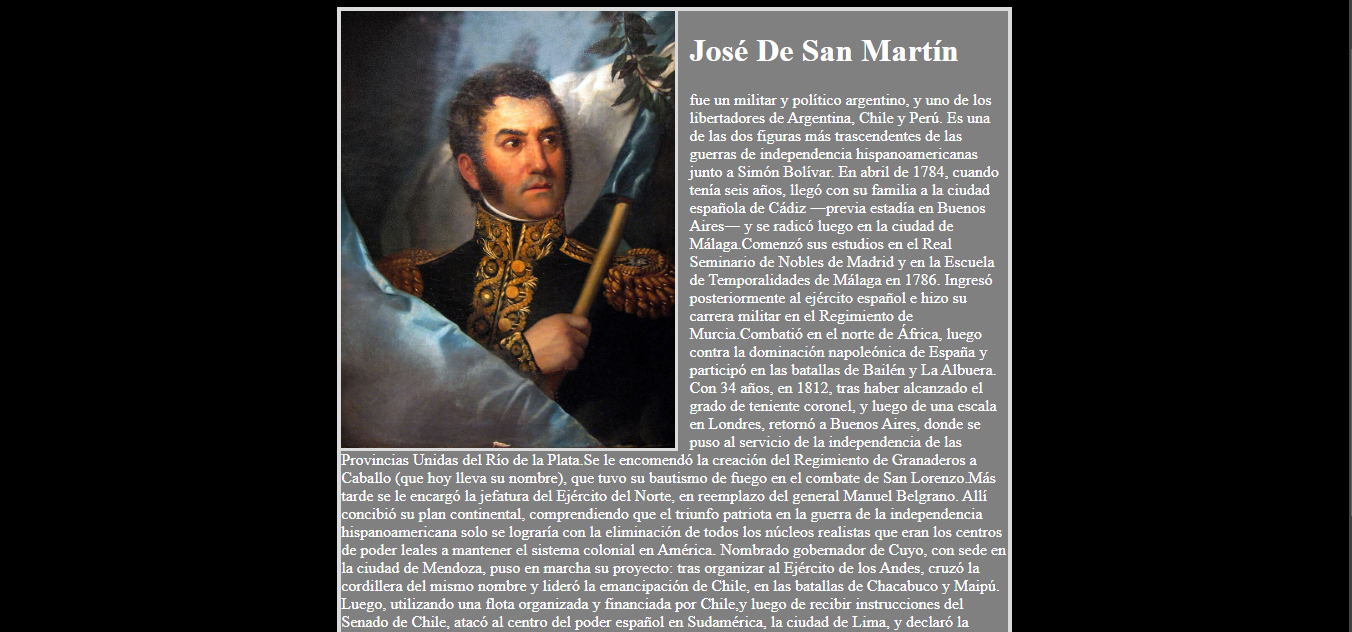 José De San Martín
fue un militar y político argentino, y uno de los
libertadores de Argentina, Chile y Perú. Es una
de las dos figuras más trascendentes de las
guerras de independencia hispanoamericanas
junto a Simón Bolívar. En abril de 1784, cuando
tenía seis años, llegó con su familia a la ciudad
española de Cádiz —previa estadía en Buenos
Aires— y se radicó luego en la ciudad de
Málaga.Comenzó sus estudios en el Real
Seminario de Nobles de Madrid y en la Escuela
de Temporalidades de Málaga en 1786. Ingresó
posteriormente al ejército español e hizo su
carrera militar en el Regimiento de
Murcia.Combatió en el norte de África, luego
contra la dominación napoleónica de España y
participó en las batallas de Bailén y La Albuera.
Con 34 años, en 1812, tras haber alcanzado el
grado de teniente coronel, y luego de una escala
en Londres, retornó a Buenos Aires, donde se
puso al servicio de la independencia de las
Provincias Unidas del Río de la Plata.Se le encomendó la creación del Regimiento de Granaderos a
Caballo (que hoy lleva su nombre), que tuvo su bautismo de fuego en el combate de San Lorenzo.Más
tarde se le encargó la jefatura del Ejército del Norte, en reemplazo del general Manuel Belgrano. Allí
concibió su plan continental, comprendiendo que el triunfo patriota en la guerra de la independencia
hispanoamericana solo se lograría con la eliminación de todos los núcleos realistas que eran los centros
de poder leales a mantener el sistema colonial en América. Nombrado gobernador de Cuyo, con sede en
la ciudad de Mendoza, puso en marcha su proyecto: tras organizar al Ejército de los Andes, cruzó la
cordillera del mismo nombre y lideró la emancipación de Chile, en las batallas de Chacabuco y Maipú.
Luego, utilizando una flota organizada y financiada por Chile,y luego de recibir instrucciones del
Senado de Chile, atacó al centro del poder español en Sudamérica, la ciudad de Lima, y declaró la